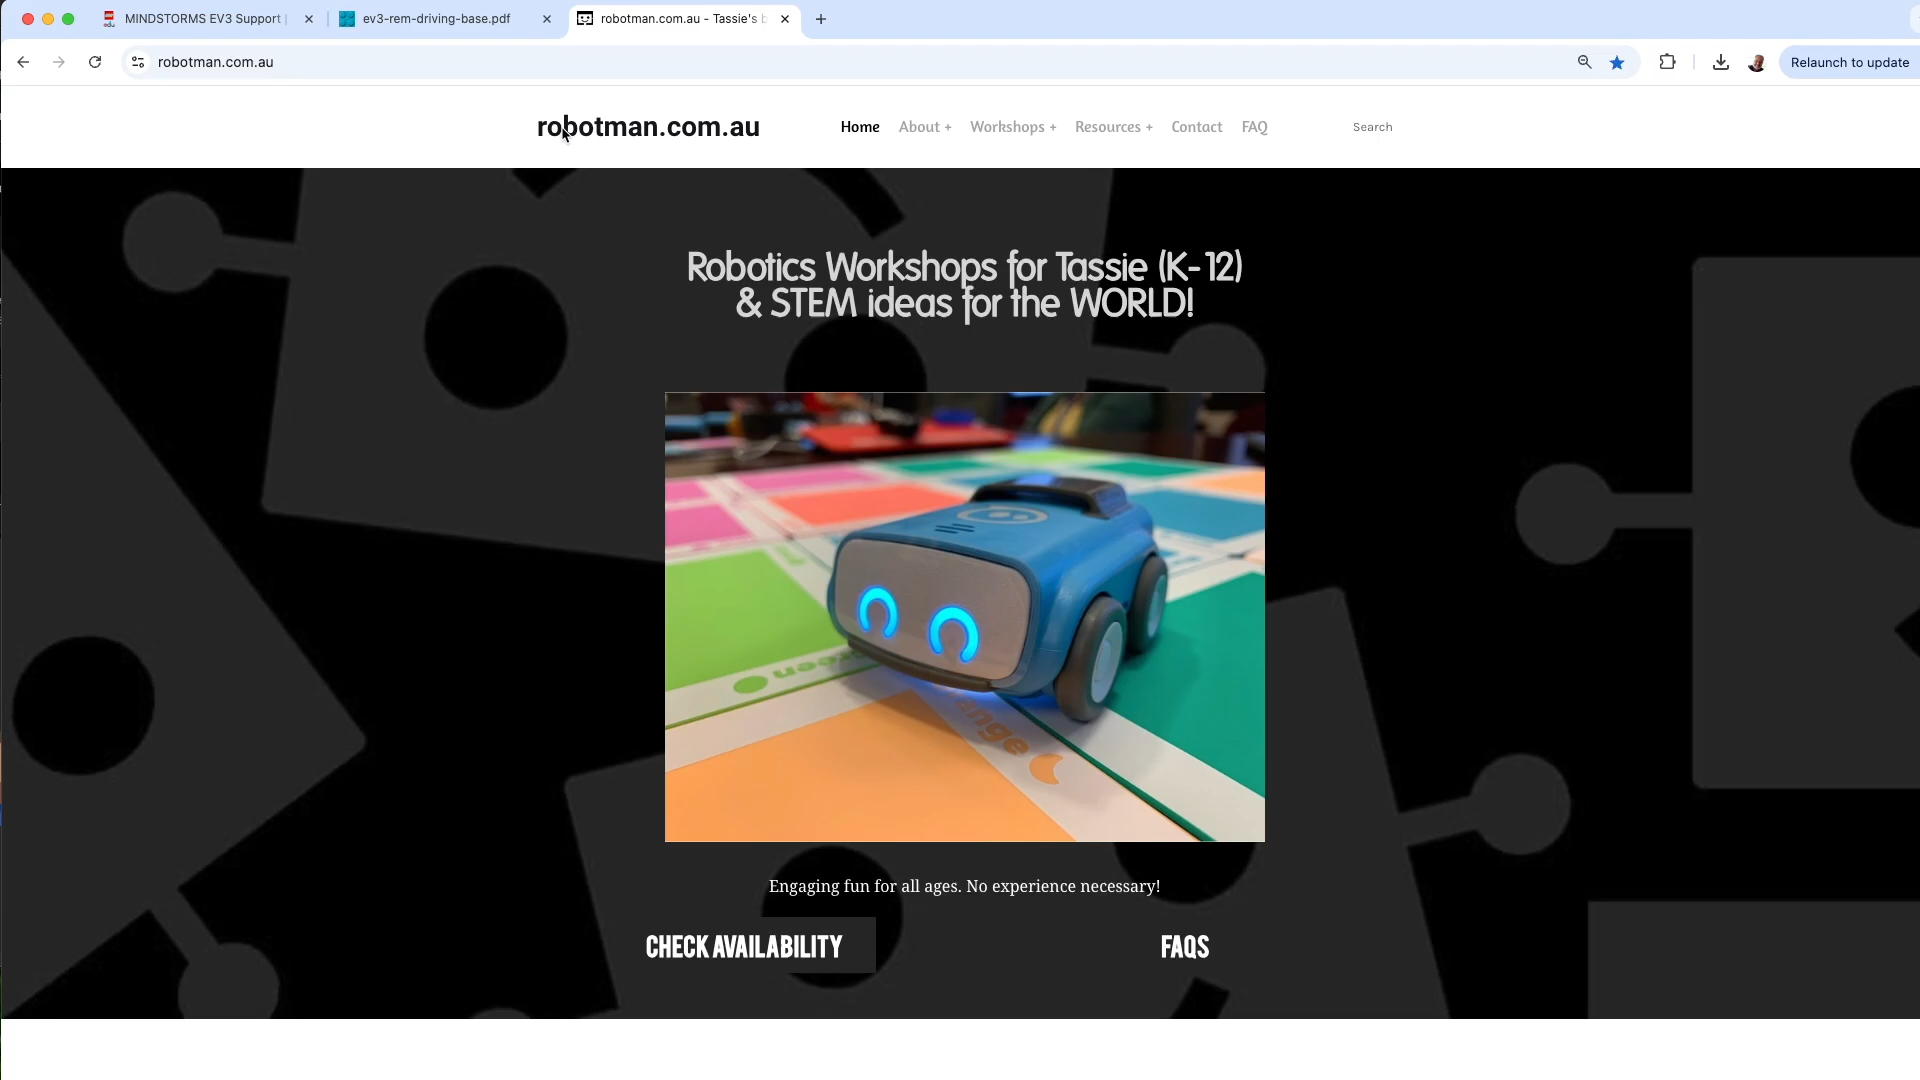 MINDSTORMS EV3 Support
ev3-rem-driving-base.pdf
robotman.com.au - Tassie's
robotman.com.au
Relaunch to update
robotman.com.au
Home
About +
Workshops +
Resources +
Contact
FAQ
Search
Robotics Workshops for Tassie (K-12)
& STEM ideas for the WORLD!
green
ange
Engaging fun for all ages. No experience necessary!
CHECK AVAILABILITY
FAQS